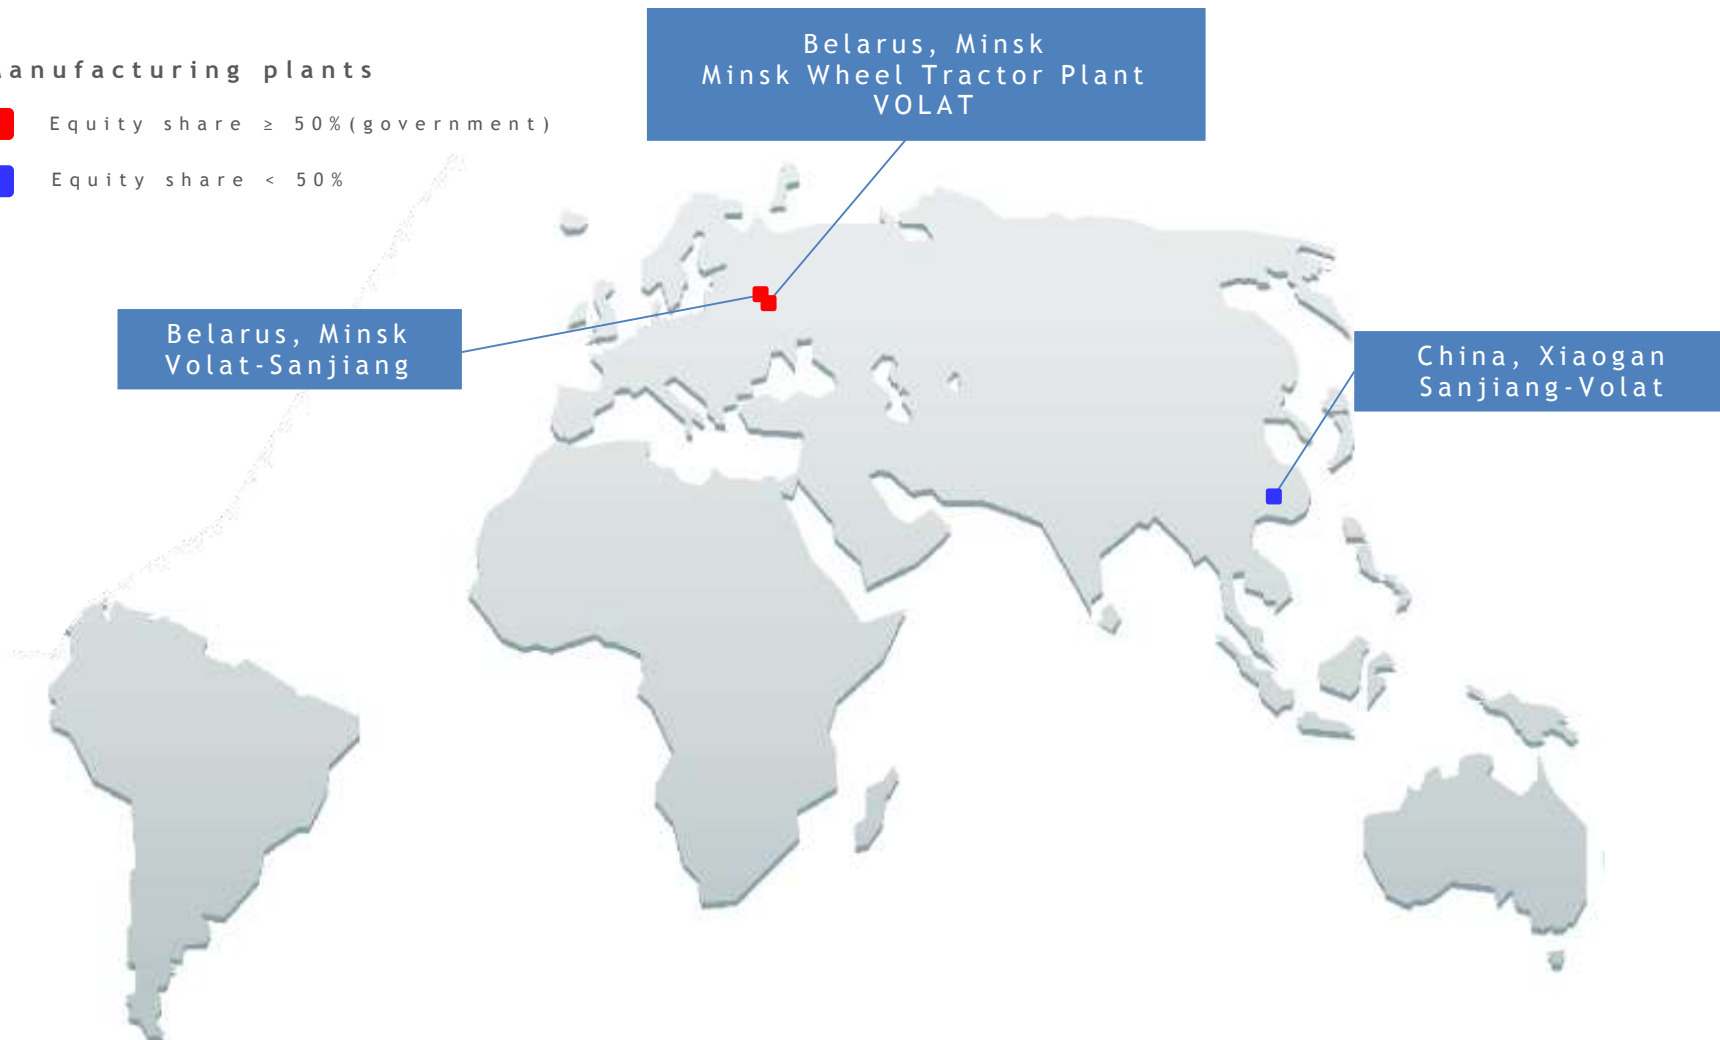 Manufacturing plants
Equity share ≥ 50%(government)
Equity share < 50%
Belarus, Minsk
Minsk Wheel Tractor Plant
VOLAT
Belarus, Minsk
Volat-Sanjiang
China, Xiaogan
Sanjiang-Volat